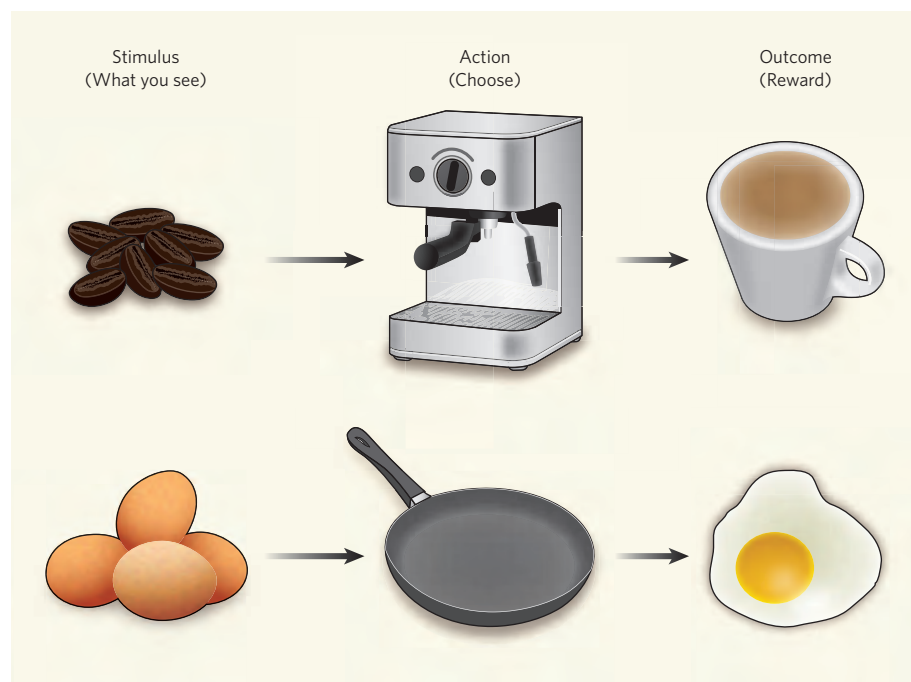 Stimulus
(What you see)
Action
(Choose)
Outcome
(Reward)